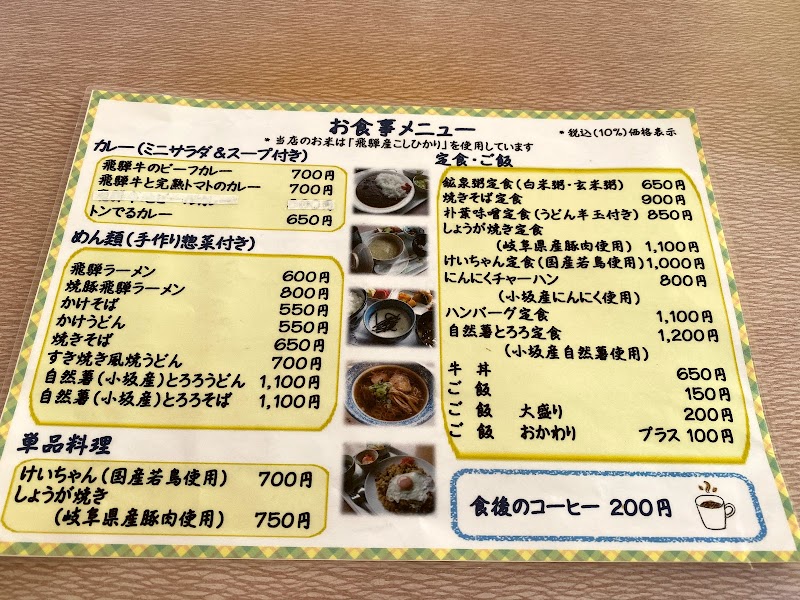 お食事メニュー
* 税込(10%)価格表示
* 当店のお米は「飛騨産こしひかり」を使用しています
カレー(ミニサラダ&スープ付き)
飛騨牛のビーフカレー 700円
飛騨牛と完熟トマトのカレー 700円
トンでるカレー 650円
めん類(手作り惣菜付き)
飛騨ラーメン 600円
焼豚飛騨ラーメン 800円
かけそば 550円
かけうどん 550円
焼きそば 650円
すき焼き風焼うどん 700円
自然薯(小坂産)とろろうどん 1,100円
自然薯(小坂産)とろろそば 1,100円
単品料理
けいちゃん(国産若鳥使用) 700円
しょうが焼き
(岐阜県産豚肉使用) 750円
定食・ご飯
鉱泉粥定食(白米粥・玄米粥) 650円
焼きそば定食 900円
朴葉味噌定食(うどん半玉付き) 850円
しょうが焼き定食
(岐阜県産豚肉使用) 1,100円
けいちゃん定食(国産若鳥使用) 1,000円
にんにくチャーハン 800円
(小坂産にんにく使用)
ハンバーグ定食 1,100円
自然薯とろろ定食 1,200円
(小坂産自然薯使用)
牛 丼 650円
ご 飯 150円
ご 飯 大盛り 200円
ご 飯 おかわり プラス 100円
食後のコーヒー 200円